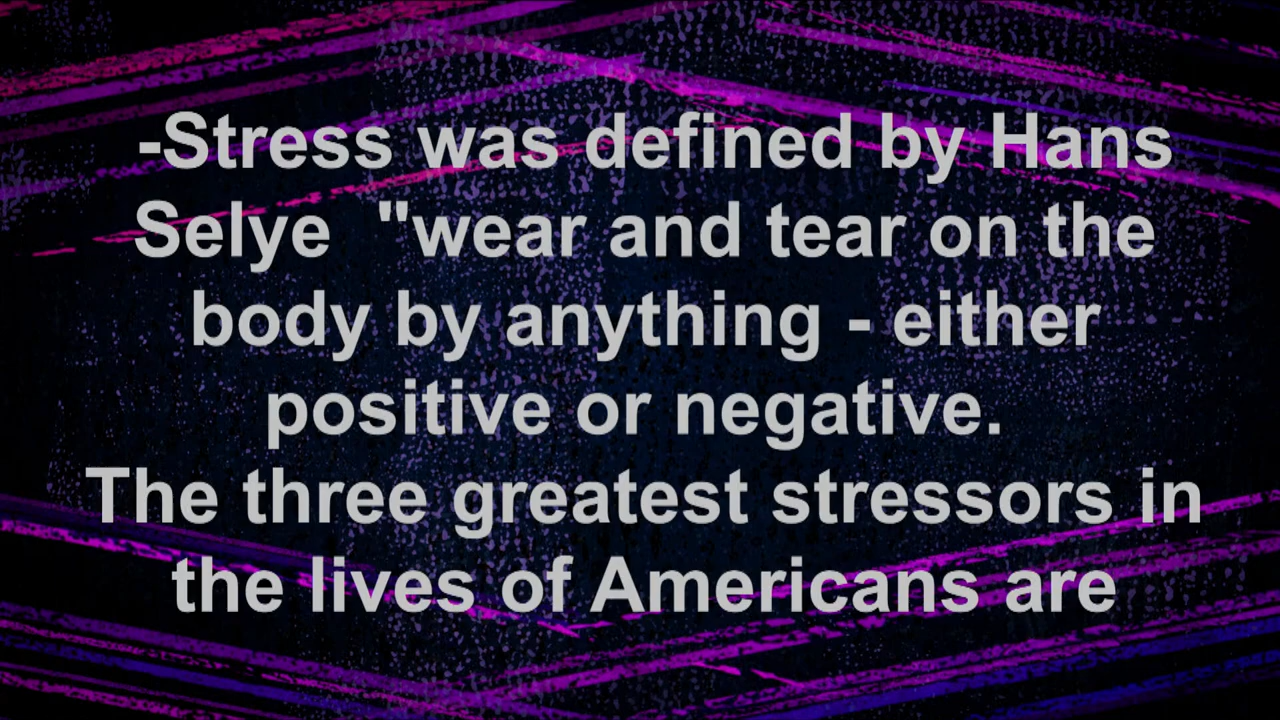 -Stress was defined by Hans
Selye  "wear and tear on the
body by anything - either
positive or negative.
The three greatest stressors in
the lives of Americans are